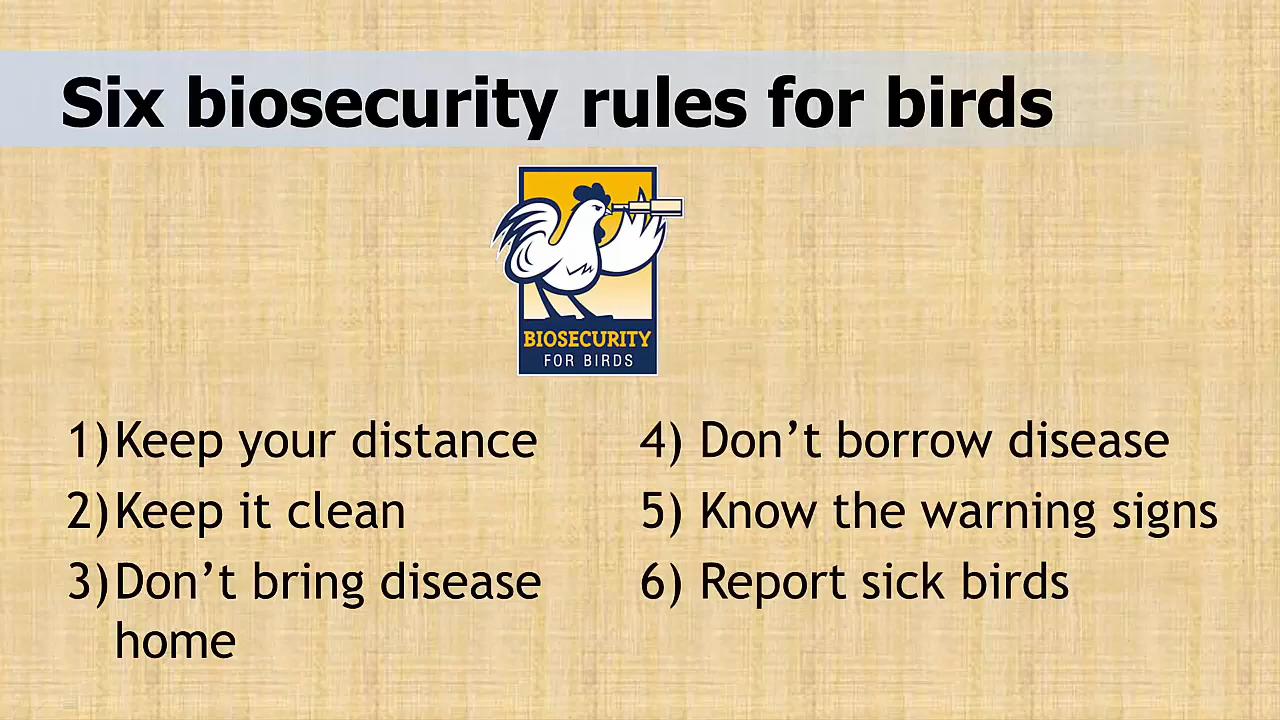 Six biosecurity rules for birds
BIOSECURITY
FOR BIRDS
1) Keep your distance
2) Keep it clean
3) Don’t bring disease
home
4) Don’t borrow disease
5) Know the warning signs
6) Report sick birds